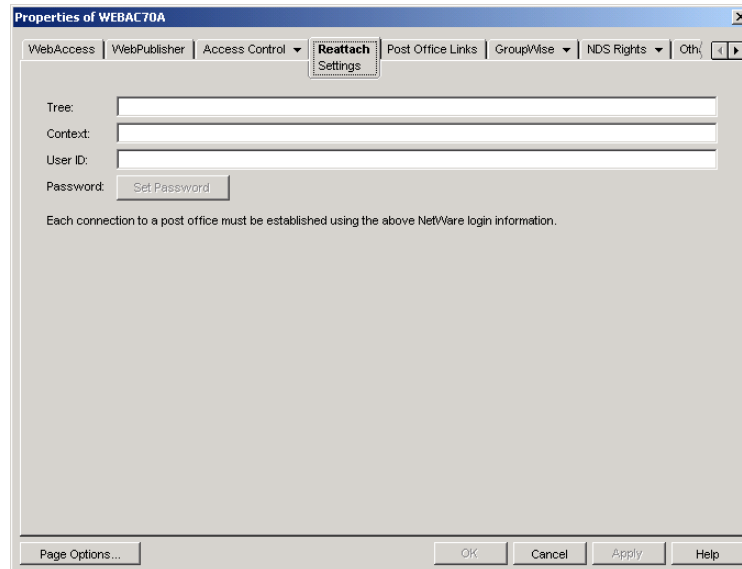 Properties of WEBAC70A
WebAccess WebPublisher Access Control Reattach Post Office Links GroupWise NDS Rights
Settings
Tree:
Context:
User ID:
Password: Set Password
Each connection to a post office must be established using the above NetWare login information.
Page Options... OK Cancel Apply Help